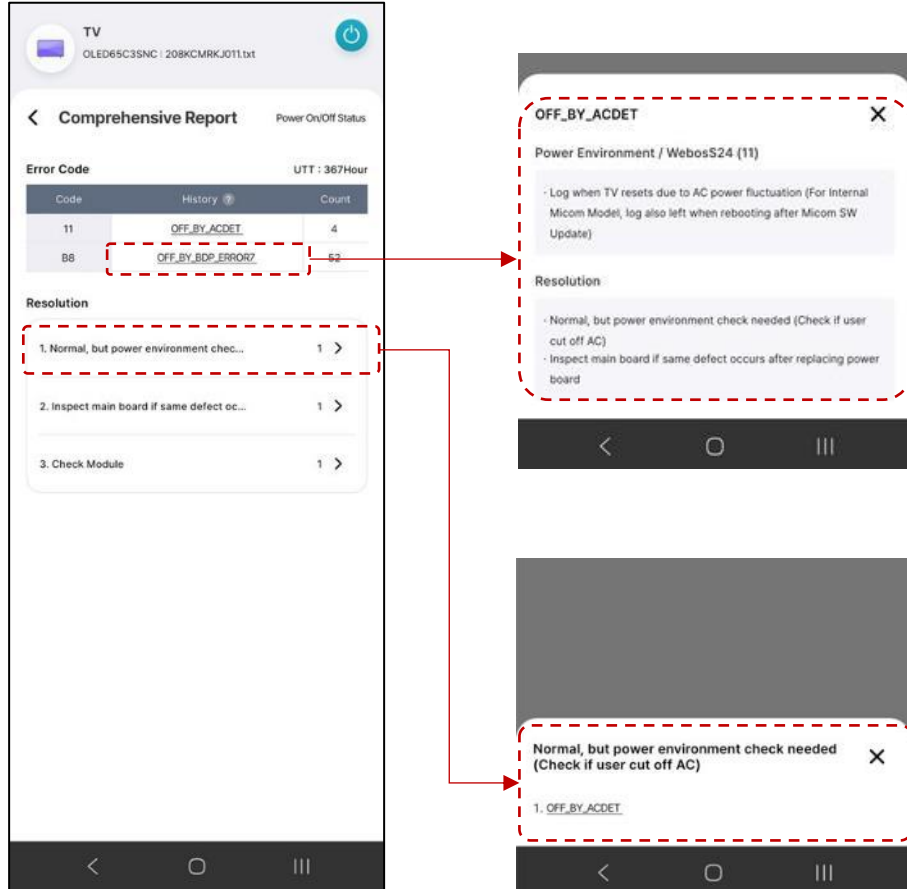 TV
OLED65C3SNC | 208KCMRKJ011.txt
Comprehensive Report
Power On/Off Status
Error Code
UTT : 367Hour
Code History ? Count
11 OFF_BY_ACDET 4
B8 OFF_BY_BDP_ERROR7 52
Resolution
1. Normal, but power environment chec... 1
2. Inspect main board if same defect oc... 1
3. Check Module 1
OFF_BY_ACDET
Power Environment / WebosS24 (11)
· Log when TV resets due to AC power fluctuation (For Internal
Micom Model, log also left when rebooting after Micom SW
Update)
Resolution
· Normal, but power environment check needed (Check if user
cut off AC)
· Inspect main board if same defect occurs after replacing power
board
Normal, but power environment check needed
(Check if user cut off AC)
1. OFF_BY_ACDET